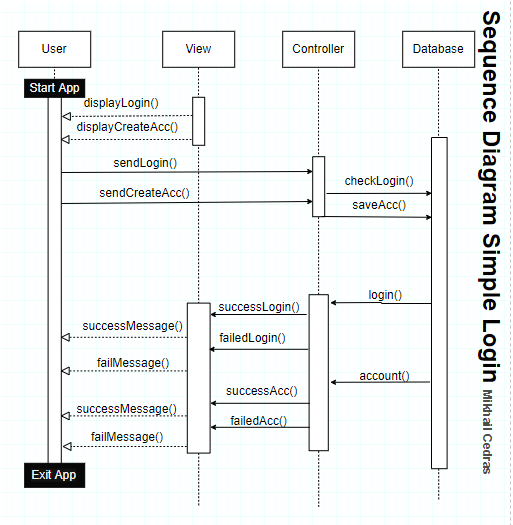 User
View
Controller
Database
Start App
displayLogin()
displayCreateAcc()
sendLogin()
sendCreateAcc()
checkLogin()
saveAcc()
login()
successLogin()
successMessage()
failedLogin()
failMessage()
account()
successAcc()
successMessage()
failedAcc()
failMessage()
Exit App
Sequence Diagram Simple Login Mikhail Cedras